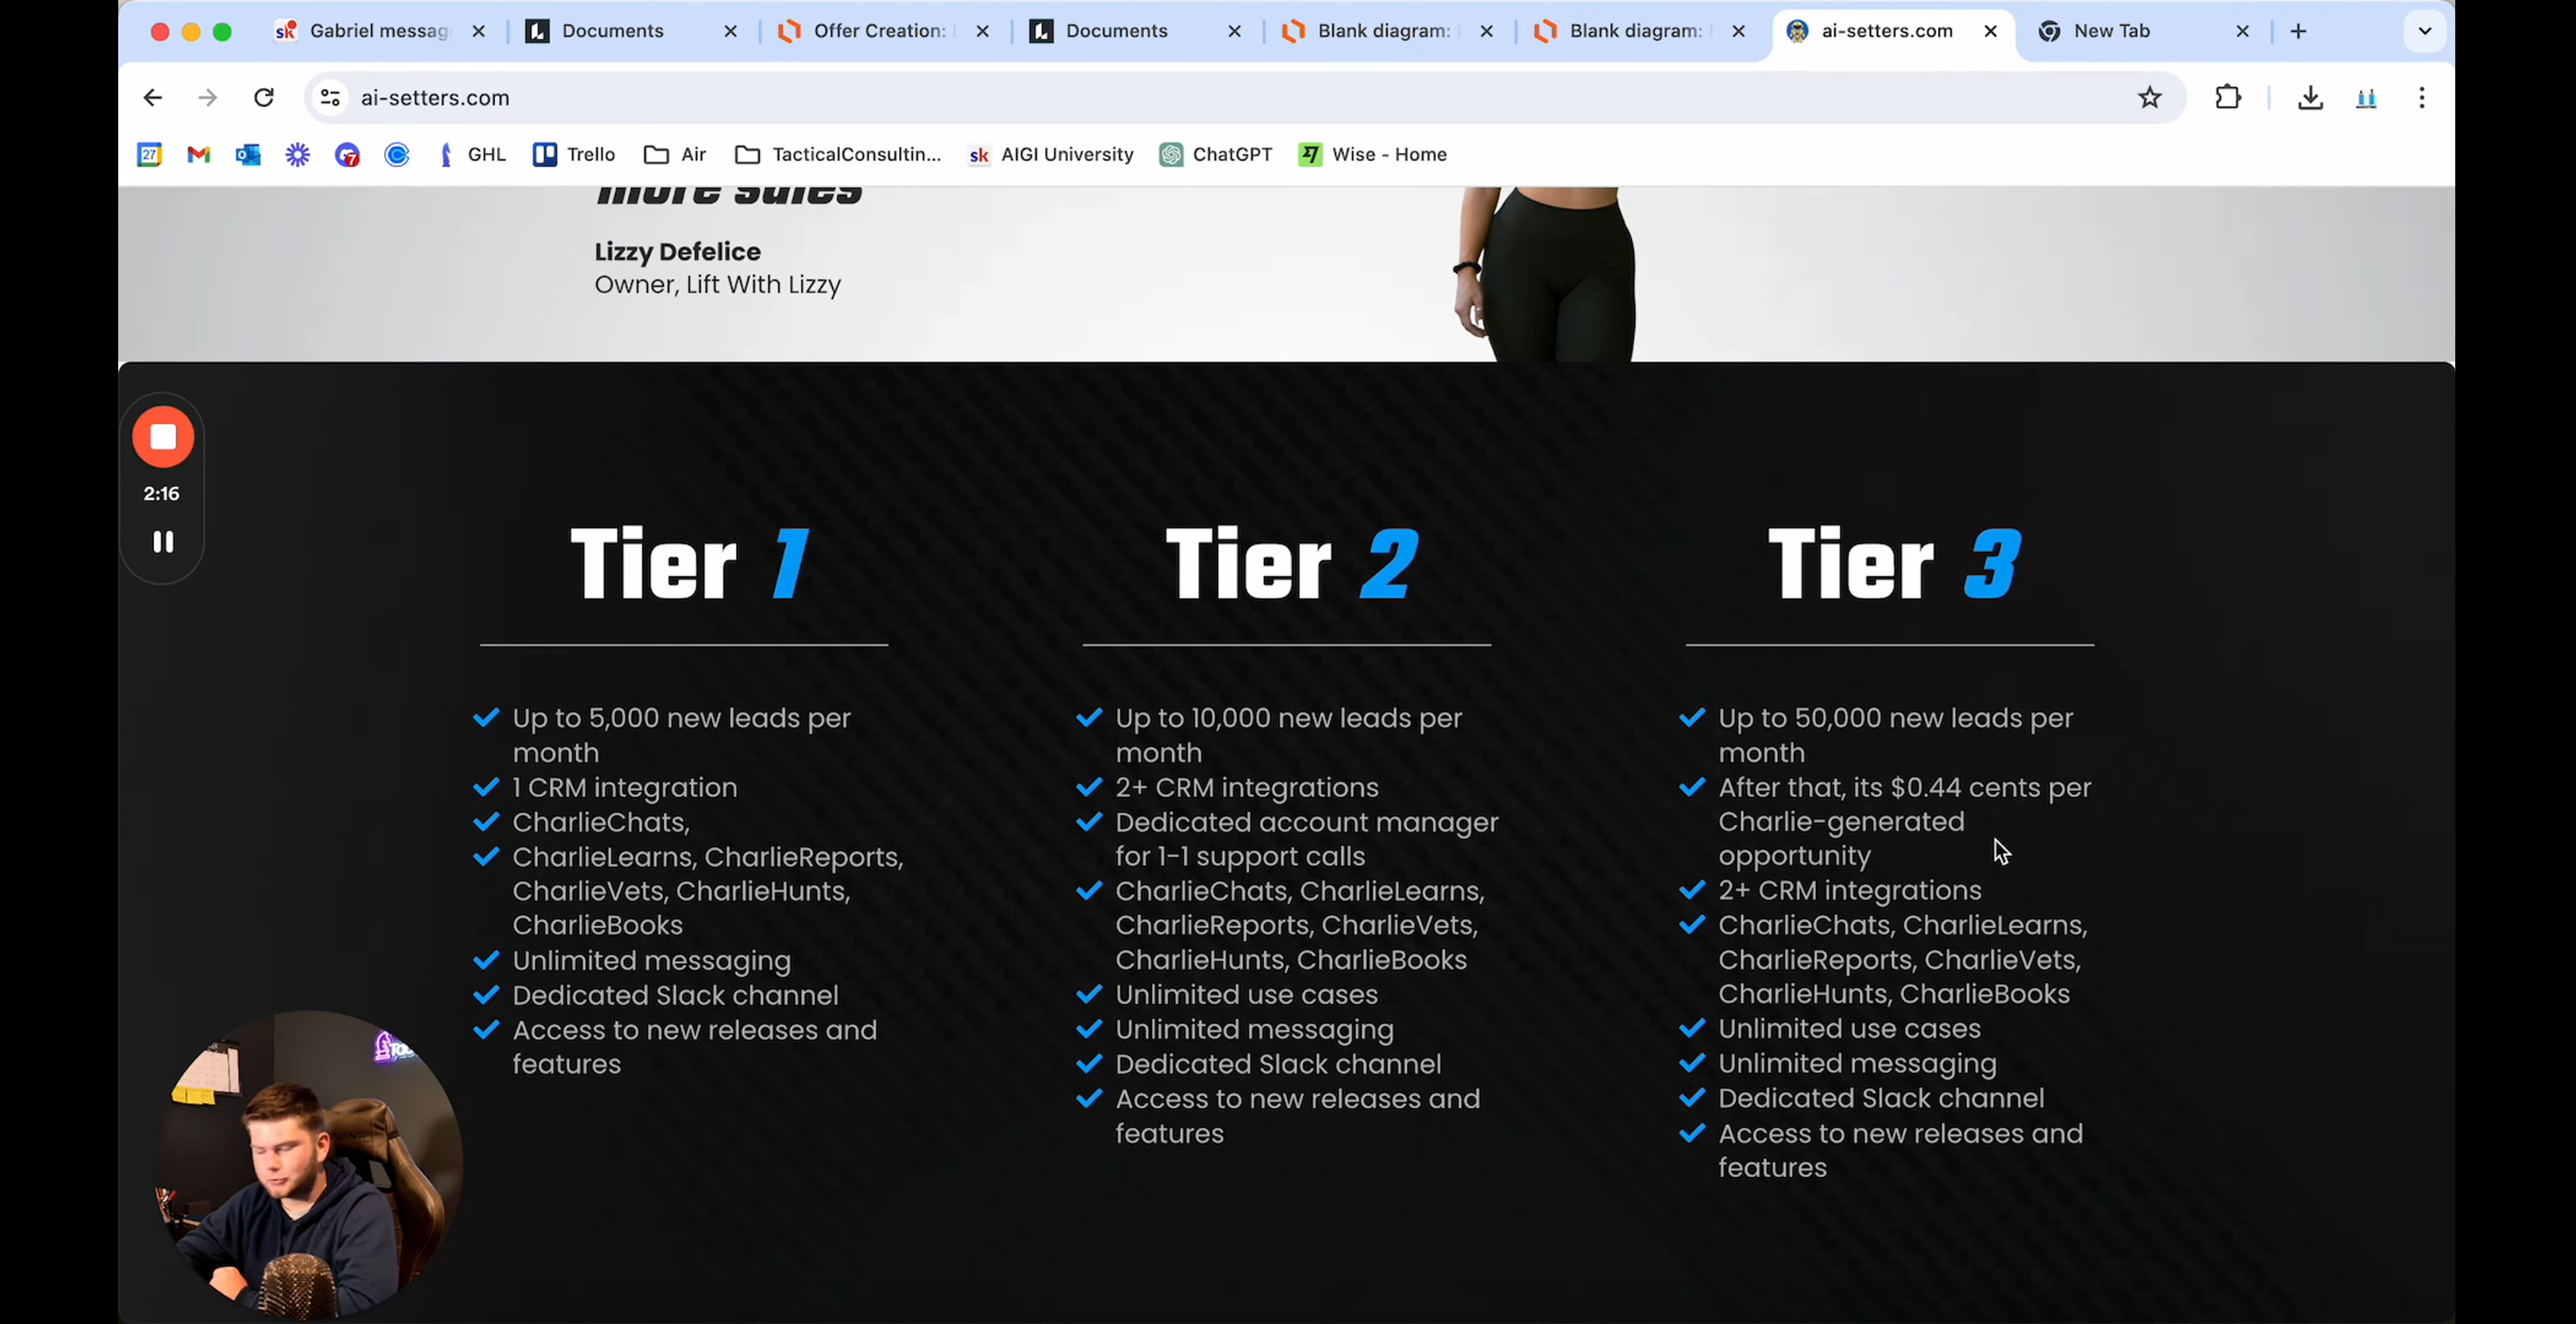 Gabriel messag
Documents
Offer Creation:
Documents
Blank diagram:
Blank diagram:
ai-setters.com
New Tab
ai-setters.com
27
7
GHL
Trello
Air
TacticalConsultin...
sk
AIGI University
ChatGPT
Wise - Home
more sales
Lizzy Defelice
Owner, Lift With Lizzy
2:16
Tier 1
Up to 5,000 new leads per
month
1 CRM integration
CharlieChats,
CharlieLearns, CharlieReports,
CharlieVets, CharlieHunts,
CharlieBooks
Unlimited messaging
Dedicated Slack channel
Access to new releases and
features
Tier 2
Up to 10,000 new leads per
month
2+ CRM integrations
Dedicated account manager
for 1-1 support calls
CharlieChats, CharlieLearns,
CharlieReports, CharlieVets,
CharlieHunts, CharlieBooks
Unlimited use cases
Unlimited messaging
Dedicated Slack channel
Access to new releases and
features
Tier 3
Up to 50,000 new leads per
month
After that, its $0.44 cents per
Charlie-generated
opportunity
2+ CRM integrations
CharlieChats, CharlieLearns,
CharlieReports, CharlieVets,
CharlieHunts, CharlieBooks
Unlimited use cases
Unlimited messaging
Dedicated Slack channel
Access to new releases and
features